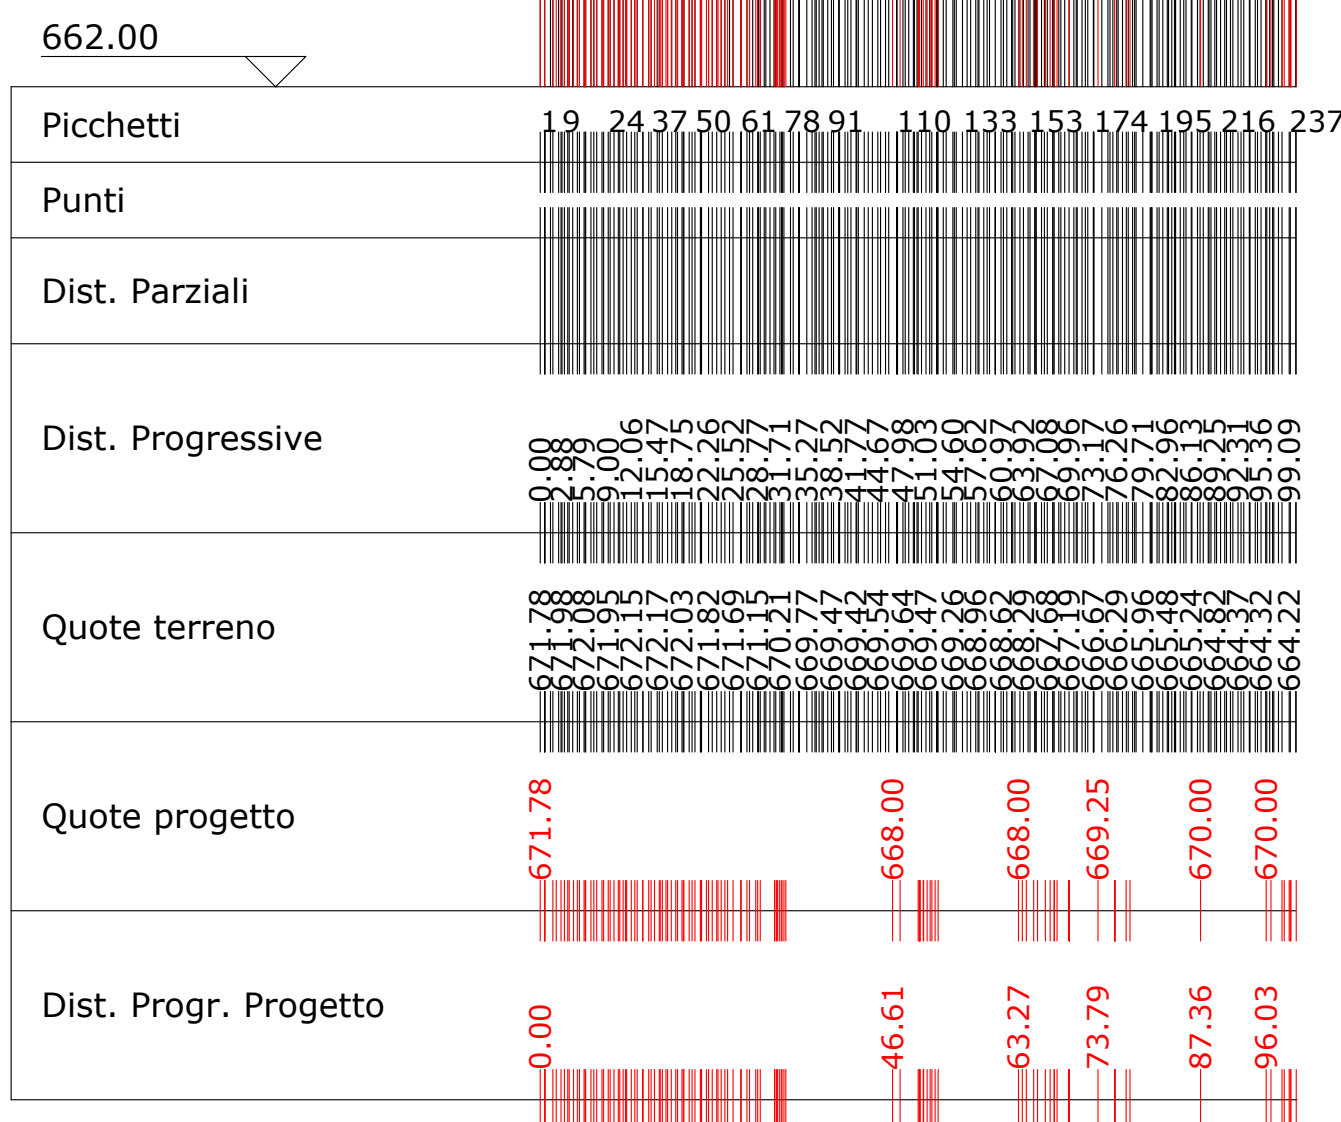 662.00
Picchetti 1 9 24 37 50 61 78 91 110 133 153 174 195 216 237
Punti
Dist. Parziali
Dist. Progressive 0.00 2.88 5.79 9.00 12.06 15.47 18.75 22.26 25.52 28.77 31.71 35.27 38.52 41.77 44.67 47.98 51.03 54.60 57.62 60.97 63.92 67.08 69.96 73.17 76.26 79.71 82.96 86.13 89.25 92.31 95.36 99.09
Quote terreno 671.78 671.98 672.08 671.95 672.15 672.17 672.03 671.82 671.69 671.15 670.21 669.77 669.47 669.42 669.54 669.64 669.47 669.26 668.96 668.62 668.29 667.68 667.19 666.67 666.29 665.96 665.48 665.24 664.82 664.37 664.32 664.22
Quote progetto 671.78 668.00 668.00 669.25 670.00 670.00
Dist. Progr. Progetto 0.00 46.61 63.27 73.79 87.36 96.03